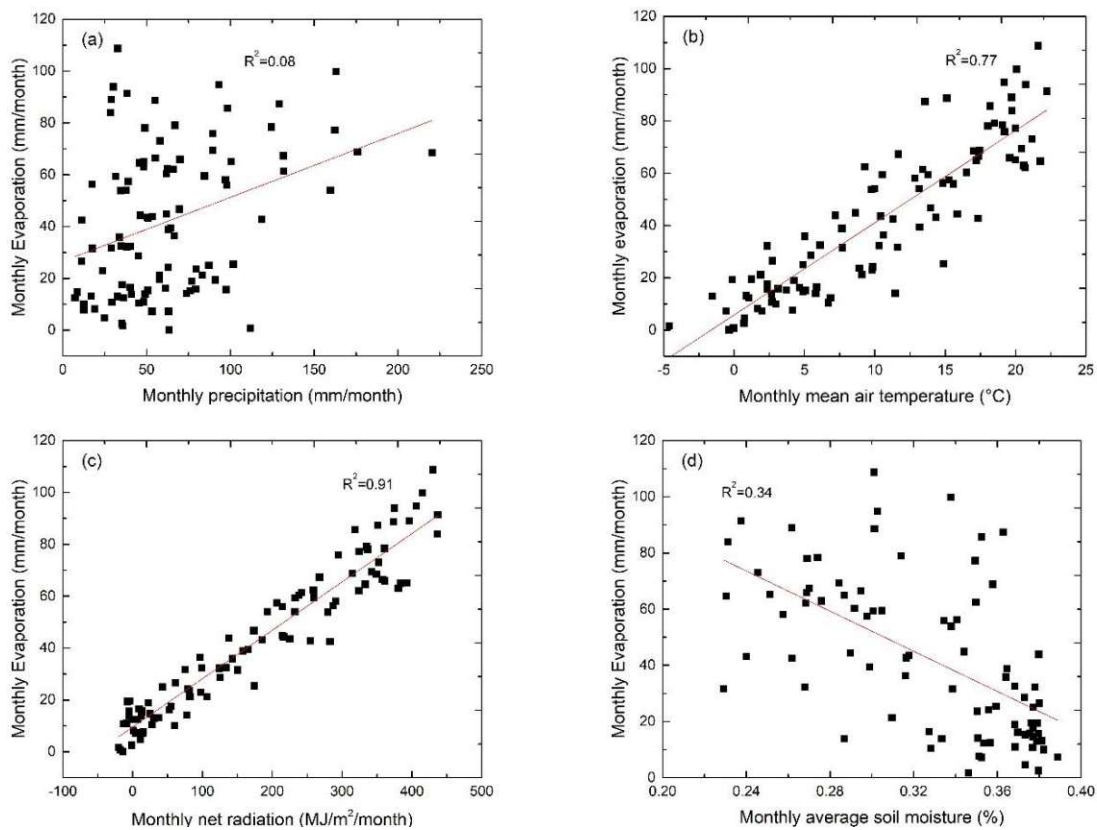 (a)
R²=0.08
Monthly Evaporation (mm/month)
120
100
80
60
40
20
0
0 50 100 150 200 250
Monthly precipitation (mm/month)
(b)
R²=0.77
Monthly evaporation (mm/month)
120
100
80
60
40
20
0
-5 0 5 10 15 20 25
Monthly mean air temperature (°C)
(c)
R²=0.91
Monthly Evaporation (mm/month)
120
100
80
60
40
20
0
-100 0 100 200 300 400 500
Monthly net radiation (MJ/m²/month)
(d)
R²=0.34
Monthly Evaporation (mm/month)
120
100
80
60
40
20
0
0.20 0.24 0.28 0.32 0.36 0.40
Monthly average soil moisture (%)